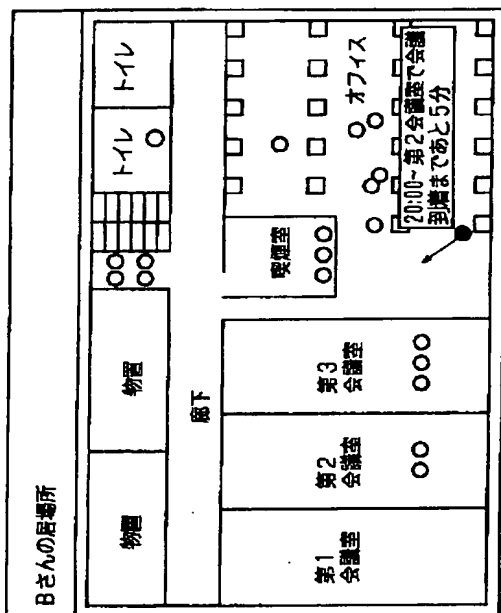 Bさんの居場所
物置
物置
トイレ
トイレ
廊下
第1
会議室
第2
会議室
第3
会議室
喫煙室
オフィス
20:00~第2会議室で会議
到着まであと5分